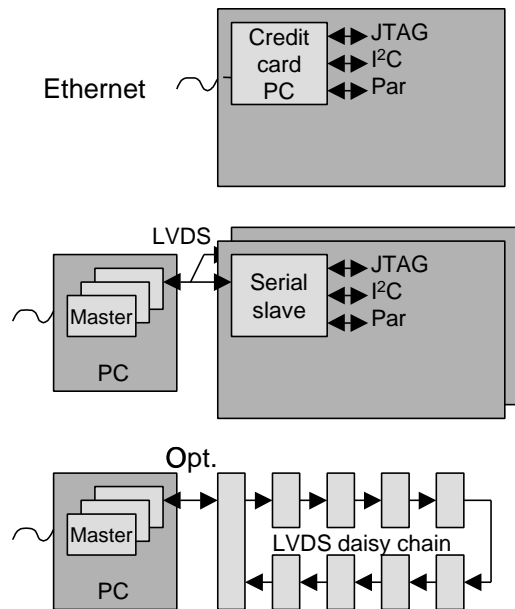 Credit
card
PC
JTAG
I²C
Par
Ethernet
LVDS
Master
PC
Serial
slave
JTAG
I²C
Par
Opt.
Master
PC
LVDS daisy chain